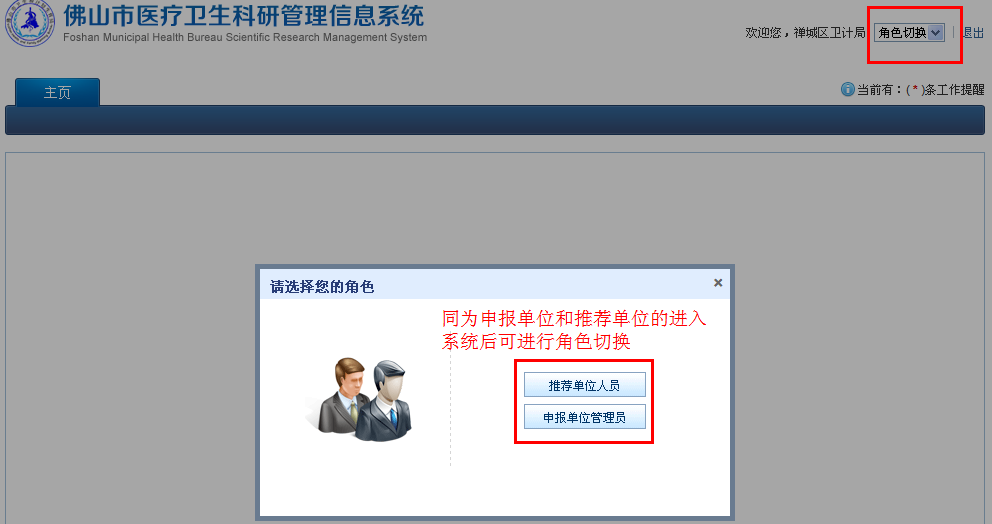 佛山市医疗卫生科研管理信息系统
Foshan Municipal Health Bureau Scientific Research Management System
欢迎您，禅城区卫计局 角色切换 | 退出
主页
当前有：( * )条工作提醒
请选择您的角色
同为申报单位和推荐单位的进入
系统后可进行角色切换
推荐单位人员
申报单位管理员